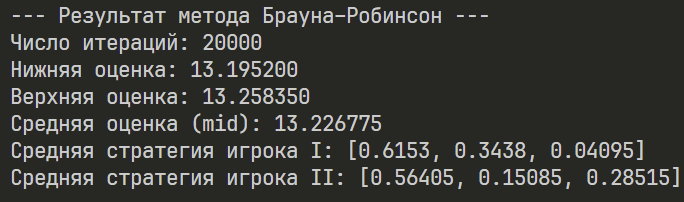 --- Результат метода Брауна-Робинсон ---
Число итераций: 20000
Нижняя оценка: 13.195200
Верхняя оценка: 13.258350
Средняя оценка (mid): 13.226775
Средняя стратегия игрока I: [0.6153, 0.3438, 0.04095]
Средняя стратегия игрока II: [0.56405, 0.15085, 0.28515]